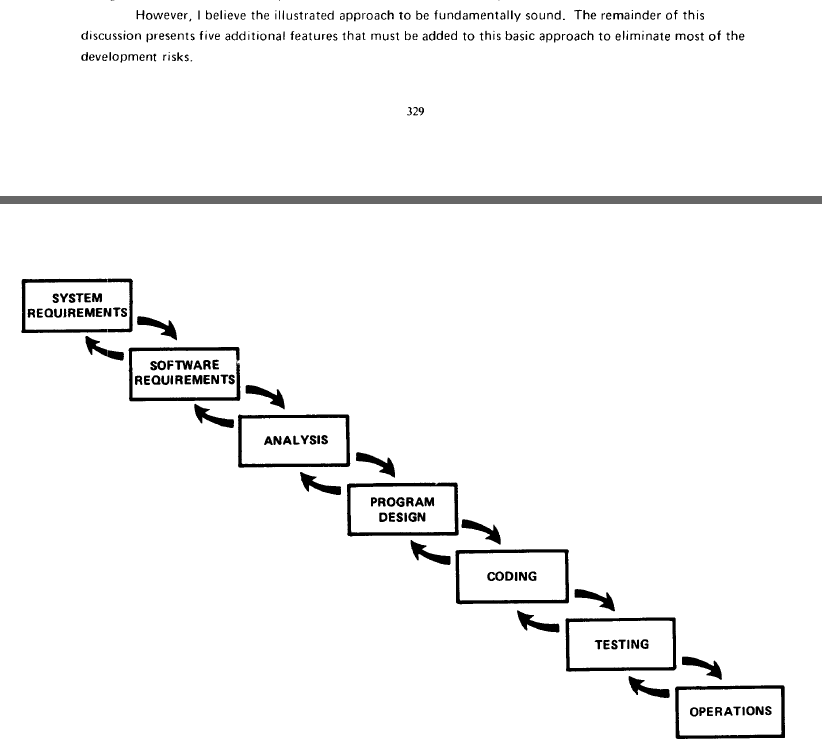 However, I believe the illustrated approach to be fundamentally sound. The remainder of this
discussion presents five additional features that must be added to this basic approach to eliminate most of the
development risks.
329
SYSTEM
REQUIREMENTS
SOFTWARE
REQUIREMENTS
ANALYSIS
PROGRAM
DESIGN
CODING
TESTING
OPERATIONS